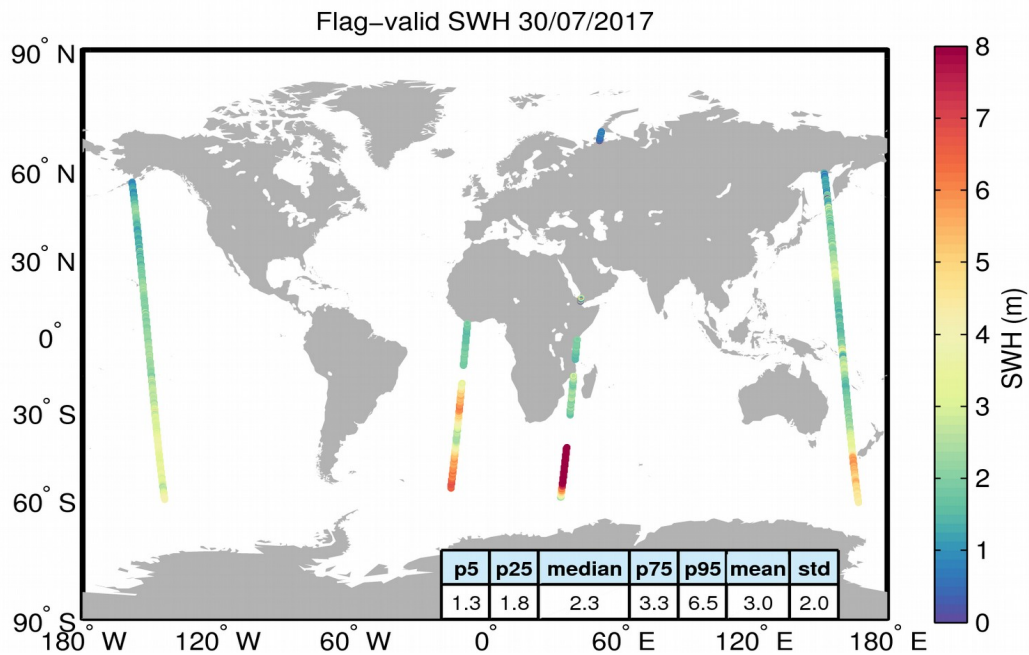 Flag−valid SWH 30/07/2017
90° N
60° N
30° N
0°
30° S
60° S
90° S
180° W
120° W
60° W
0°
60° E
120° E
180° E
p5 p25 median p75 p95 mean std
1.3 1.8 2.3 3.3 6.5 3.0 2.0
8
7
6
5
4
3
2
1
0
SWH (m)